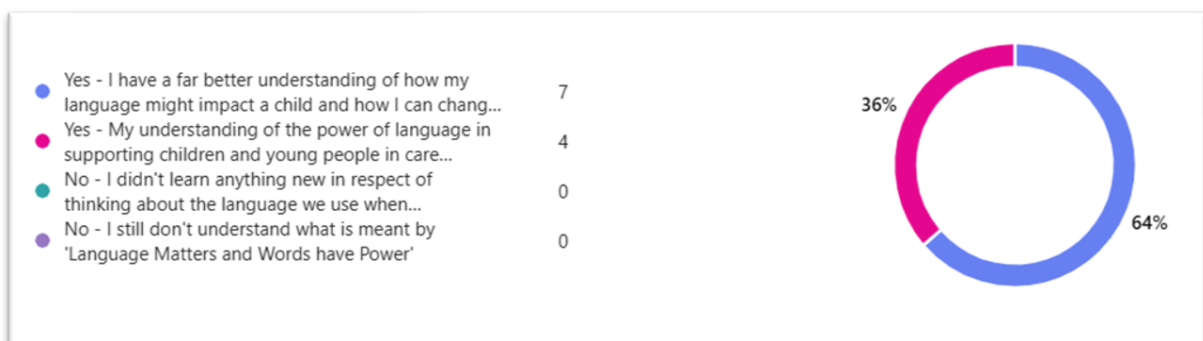 Yes - I have a far better understanding of how my
language might impact a child and how I can chang...
7
Yes - My understanding of the power of language in
supporting children and young people in care...
4
No - I didn't learn anything new in respect of
thinking about the language we use when...
0
No - I still don't understand what is meant by
'Language Matters and Words have Power'
0
36%
64%